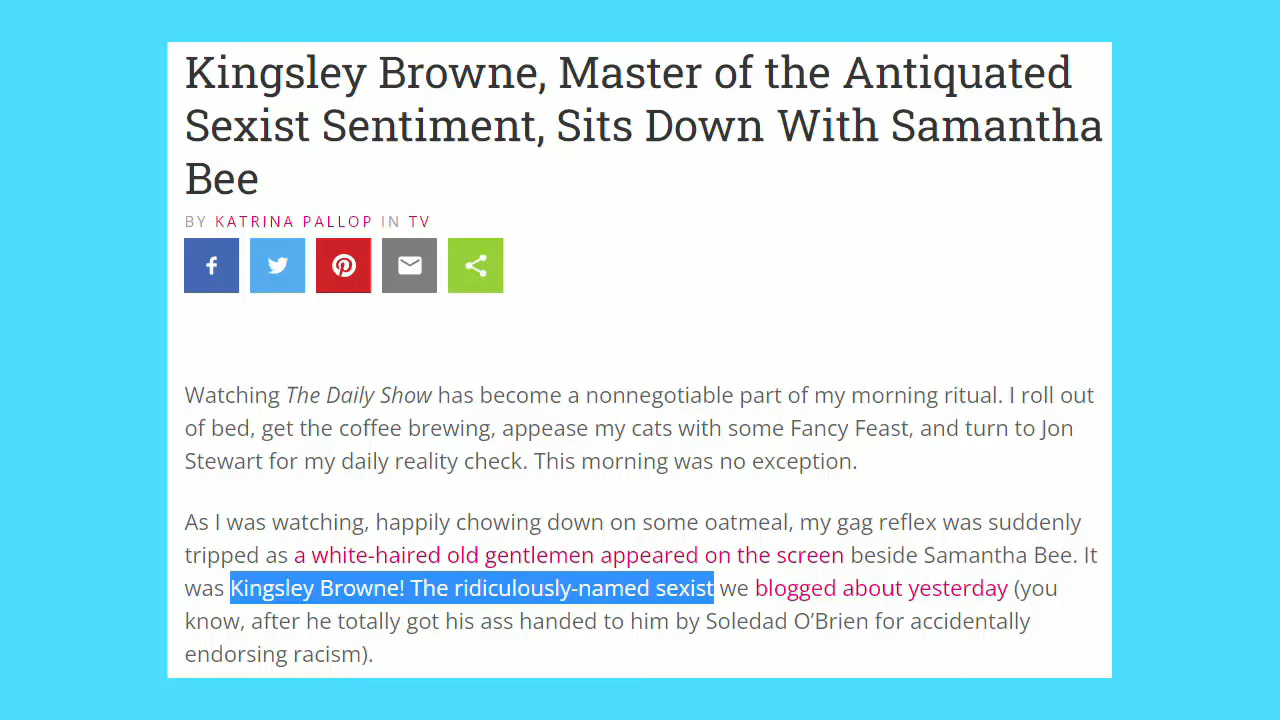 Kingsley Browne, Master of the Antiquated
Sexist Sentiment, Sits Down With Samantha
Bee
BY KATRINA PALLOP IN TV
Watching The Daily Show has become a nonnegotiable part of my morning ritual. I roll out
of bed, get the coffee brewing, appease my cats with some Fancy Feast, and turn to Jon
Stewart for my daily reality check. This morning was no exception.
As I was watching, happily chowing down on some oatmeal, my gag reflex was suddenly
tripped as a white-haired old gentlemen appeared on the screen beside Samantha Bee. It
was Kingsley Browne! The ridiculously-named sexist we blogged about yesterday (you
know, after he totally got his ass handed to him by Soledad O’Brien for accidentally
endorsing racism).